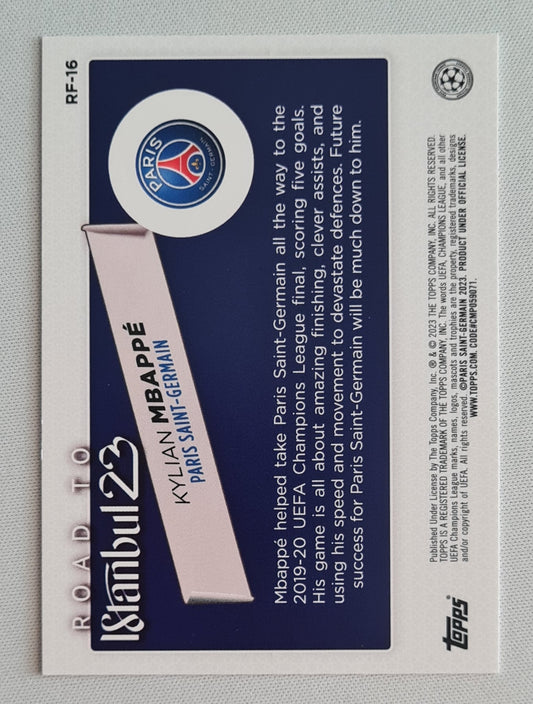 ROAD TO
Istanbul23
RF-16
KYLIAN MBAPPÉ
PARIS SAINT-GERMAIN
PARIS
SAINT-GERMAIN
Mbappé helped take Paris Saint-Germain all the way to the
2019-20 UEFA Champions League final, scoring five goals.
His game is all about amazing finishing, clever assists, and
using his speed and movement to devastate defences. Future
success for Paris Saint-Germain will be much down to him.
topps
Published Under License by The Topps Company, Inc. ® & © 2023 THE TOPPS COMPANY, INC. ALL RIGHTS RESERVED.
TOPPS IS A REGISTERED TRADEMARK OF THE TOPPS COMPANY, INC. The words UEFA, CHAMPIONS LEAGUE, and all other
UEFA Champions League marks, names, logos, mascots and trophies are the property, registered trademarks, designs
and/or copyright of UEFA. All rights reserved. ©PARIS SAINT-GERMAIN 2023. PRODUCT UNDER OFFICIAL LICENSE.
WWW.TOPPS.COM. CODE#CMP059071.